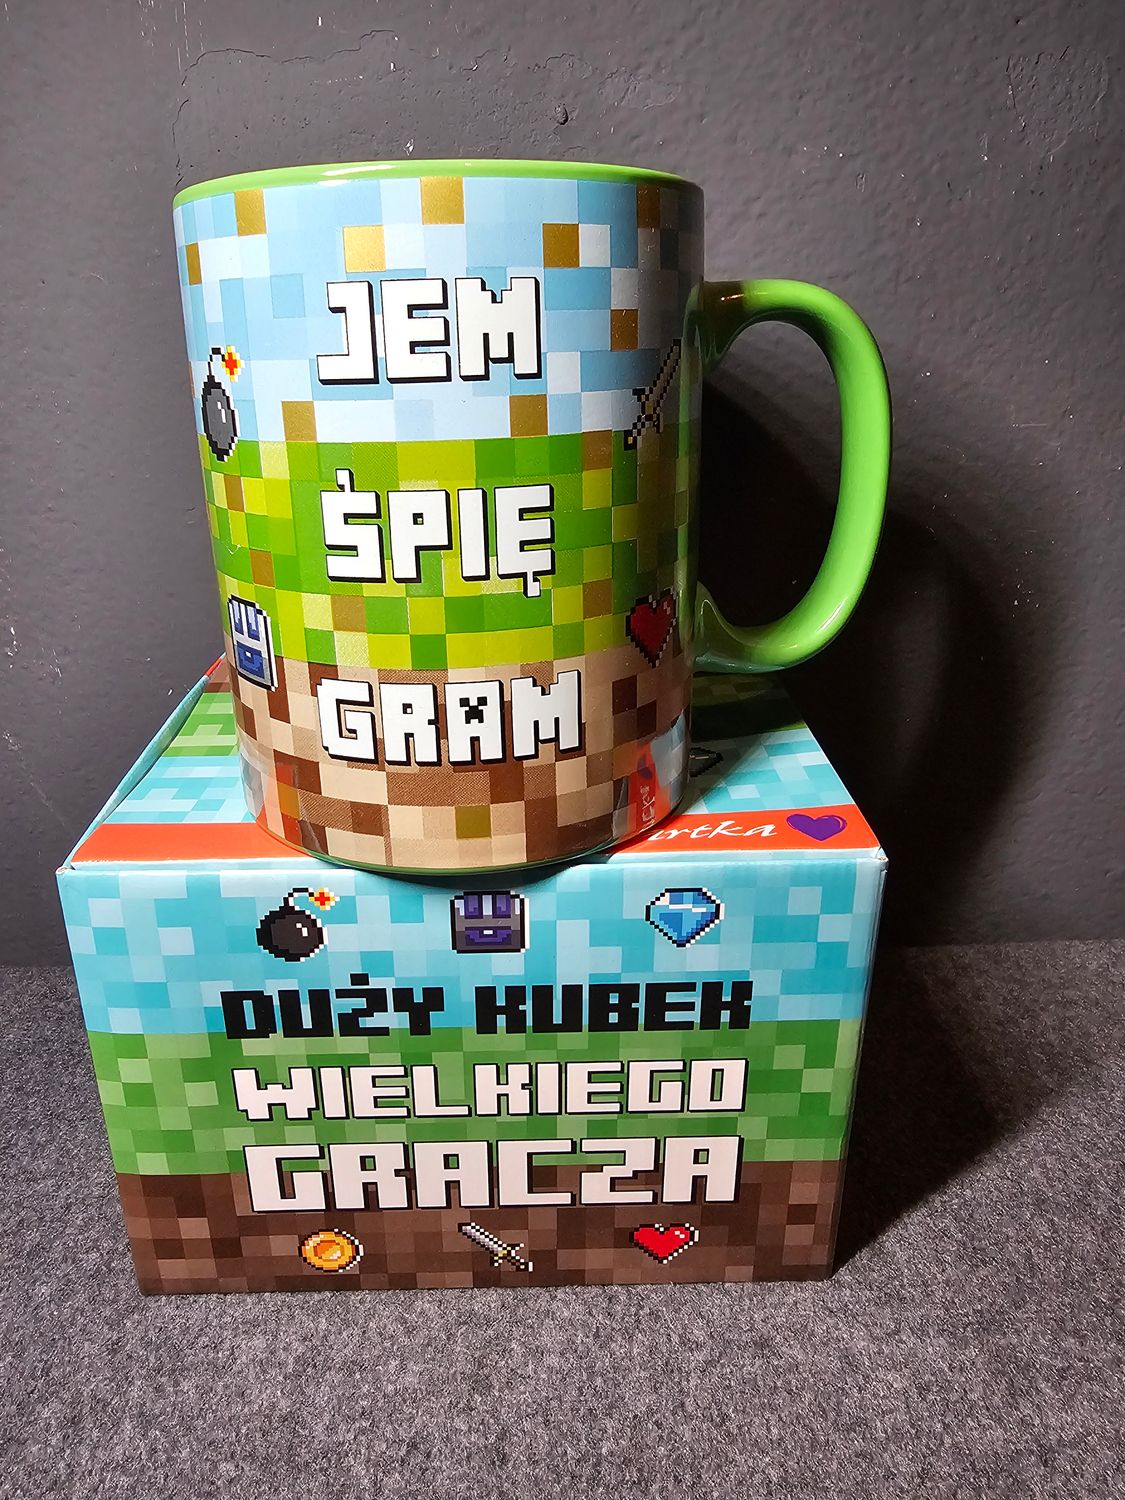 JEM
ŚPIĘ
GRAM
DUŻY KUBEK
WIELKIEGO
GRACZA